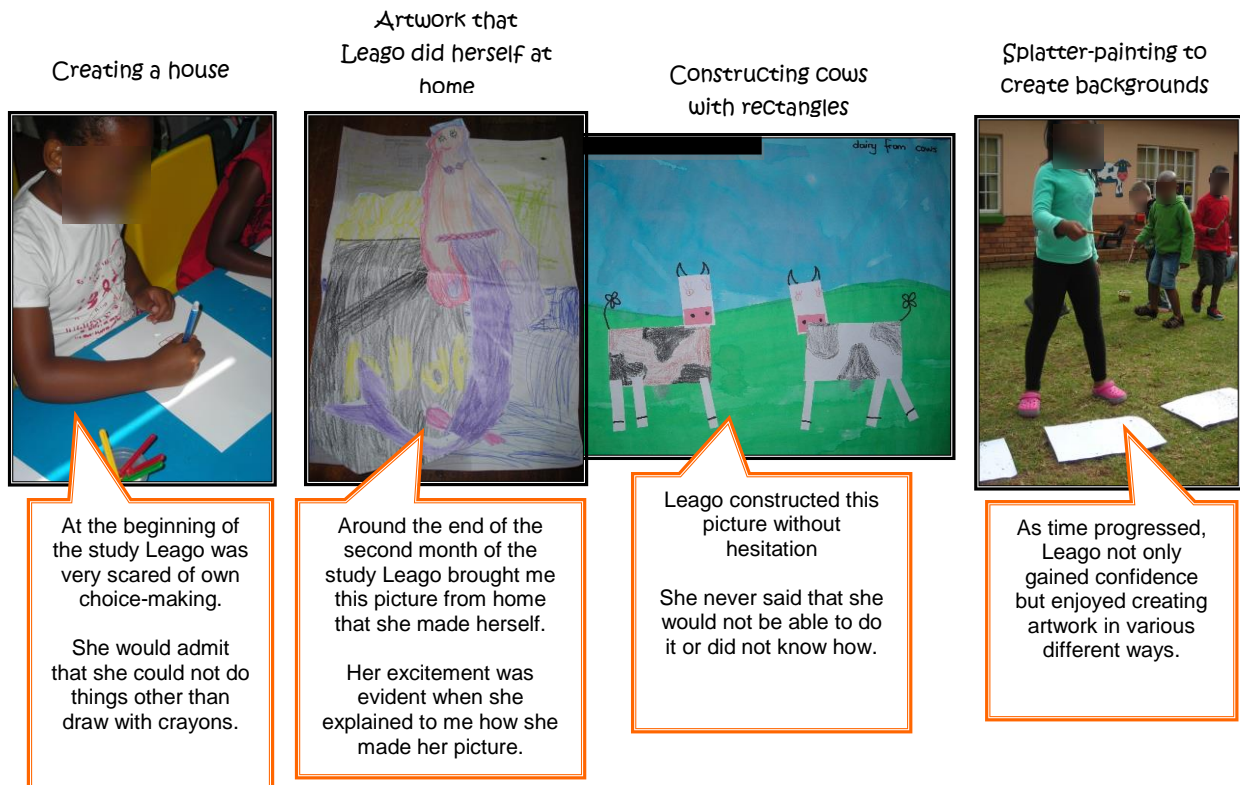 Creating a house
Artwork that
Leago did herself at
home
Constructing cows
with rectangles
Splatter-painting to
create backgrounds
dairy from cows
At the beginning of
the study Leago was
very scared of own
choice-making.
She would admit
that she could not do
things other than
draw with crayons.
Around the end of the
second month of the
study Leago brought me
this picture from home
that she made herself.
Her excitement was
evident when she
explained to me how she
made her picture.
Leago constructed this
picture without
hesitation
She never said that she
would not be able to do
it or did not know how.
As time progressed,
Leago not only
gained confidence
but enjoyed creating
artwork in various
different ways.